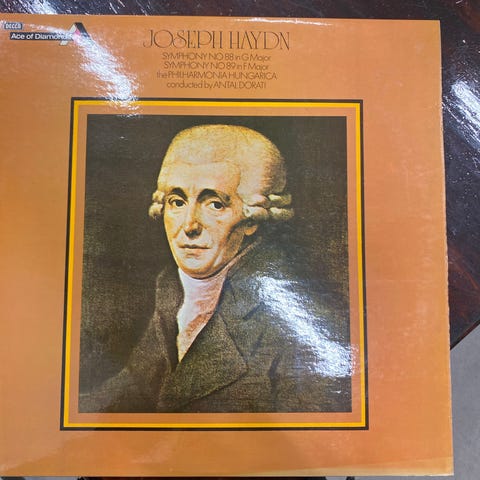 DECCA
Ace of Diamonds
JOSEPH HAYDN
SYMPHONY NO 88 in G Major
SYMPHONY NO 89 in F Major
the PHILHARMONIA HUNGARICA
conducted by ANTAL DORATI